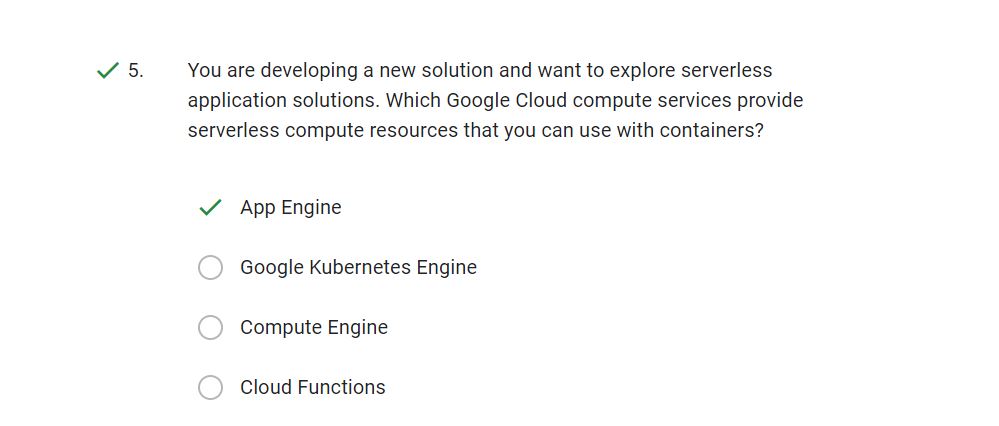 5. You are developing a new solution and want to explore serverless
application solutions. Which Google Cloud compute services provide
serverless compute resources that you can use with containers?
App Engine
Google Kubernetes Engine
Compute Engine
Cloud Functions